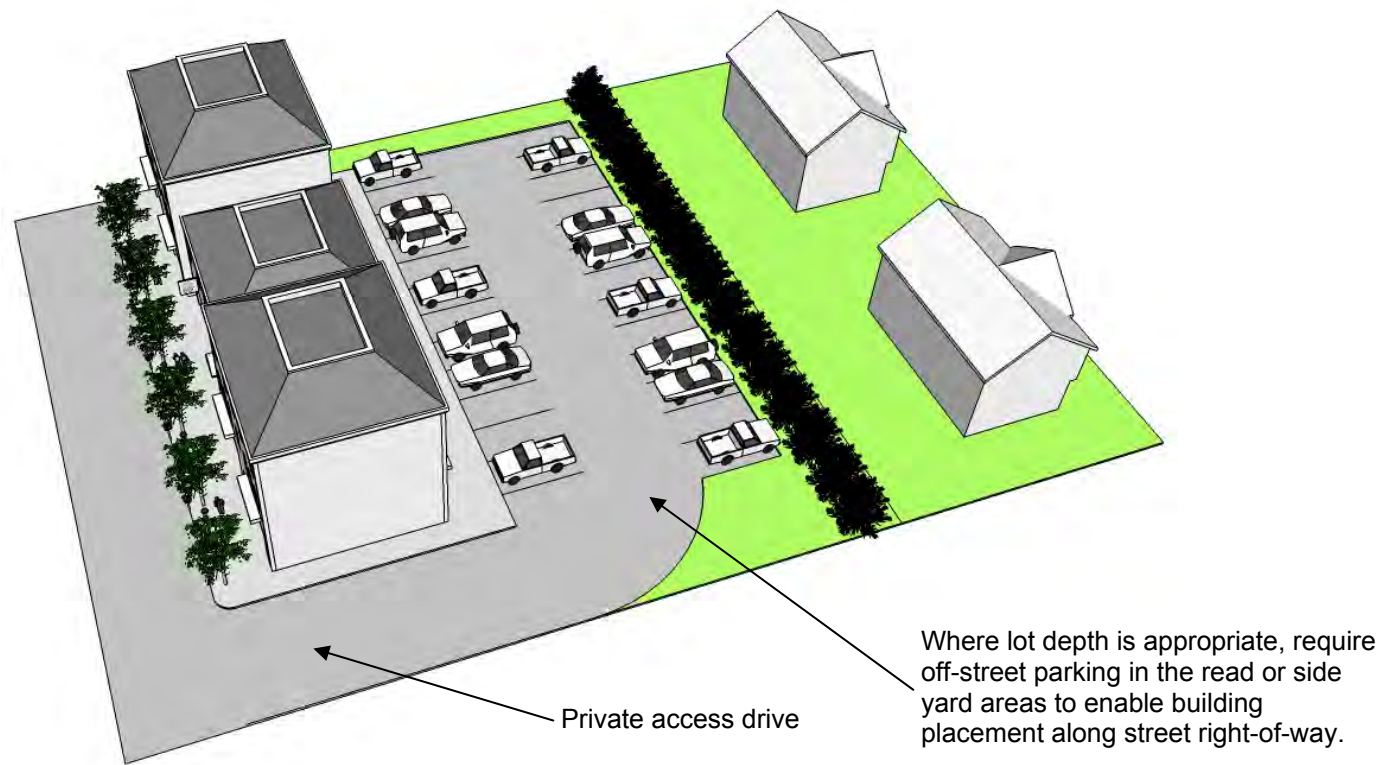 Where lot depth is appropriate, require
off-street parking in the read or side
yard areas to enable building
placement along street right-of-way.
Private access drive